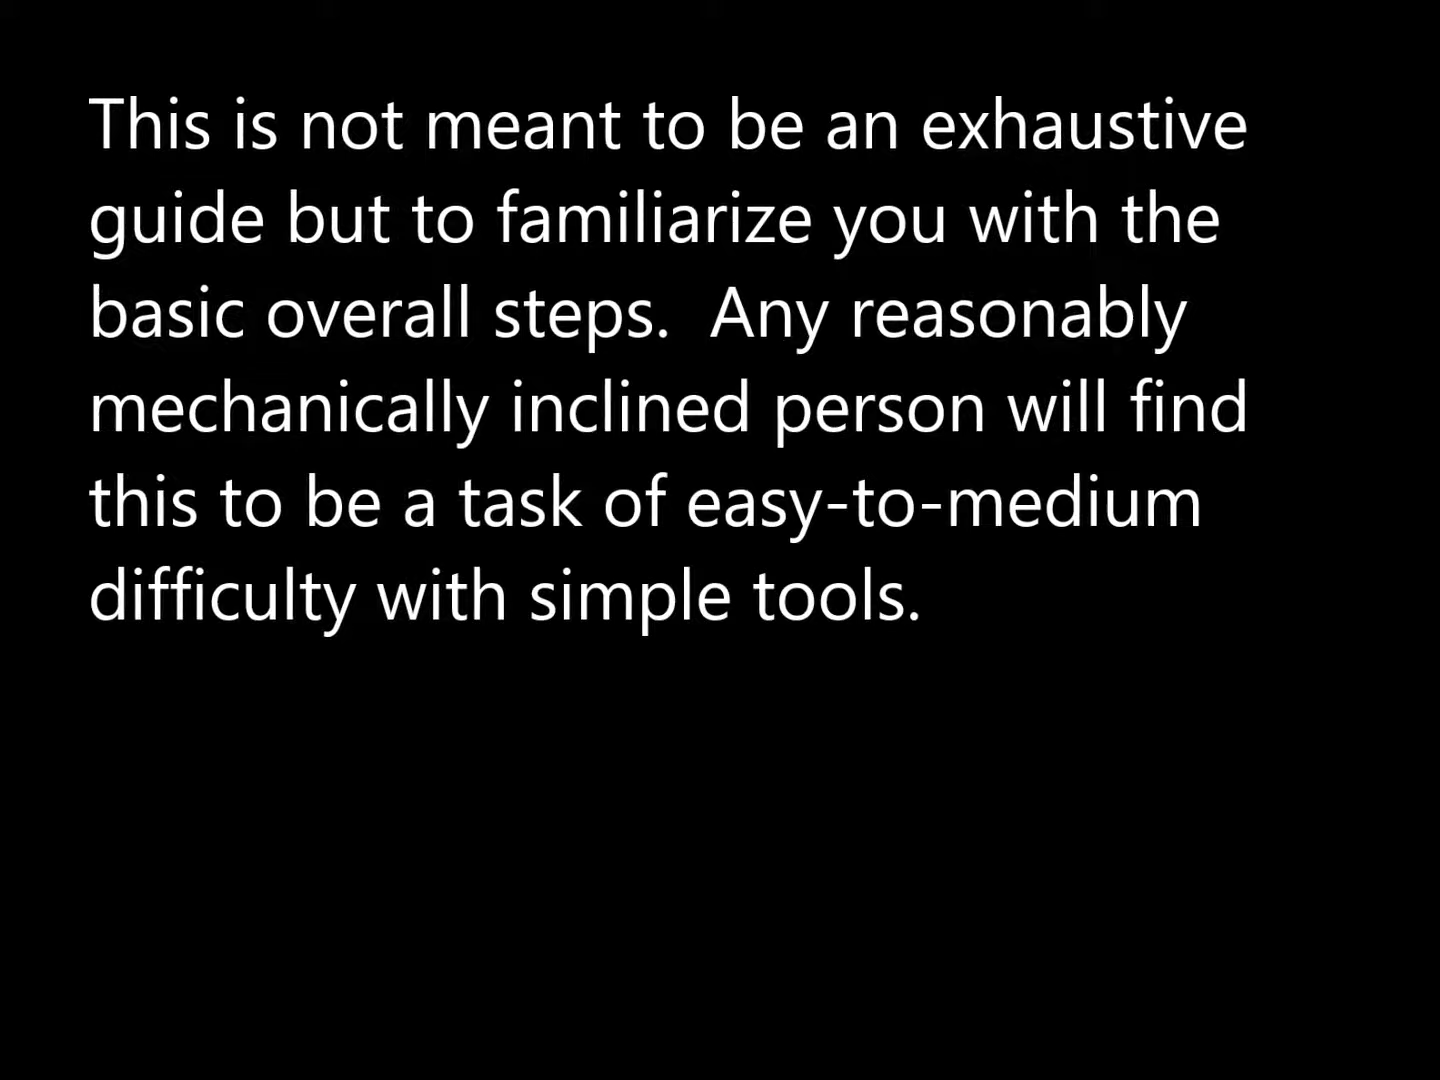 This is not meant to be an exhaustive
guide but to familiarize you with the
basic overall steps.  Any reasonably
mechanically inclined person will find
this to be a task of easy-to-medium
difficulty with simple tools.